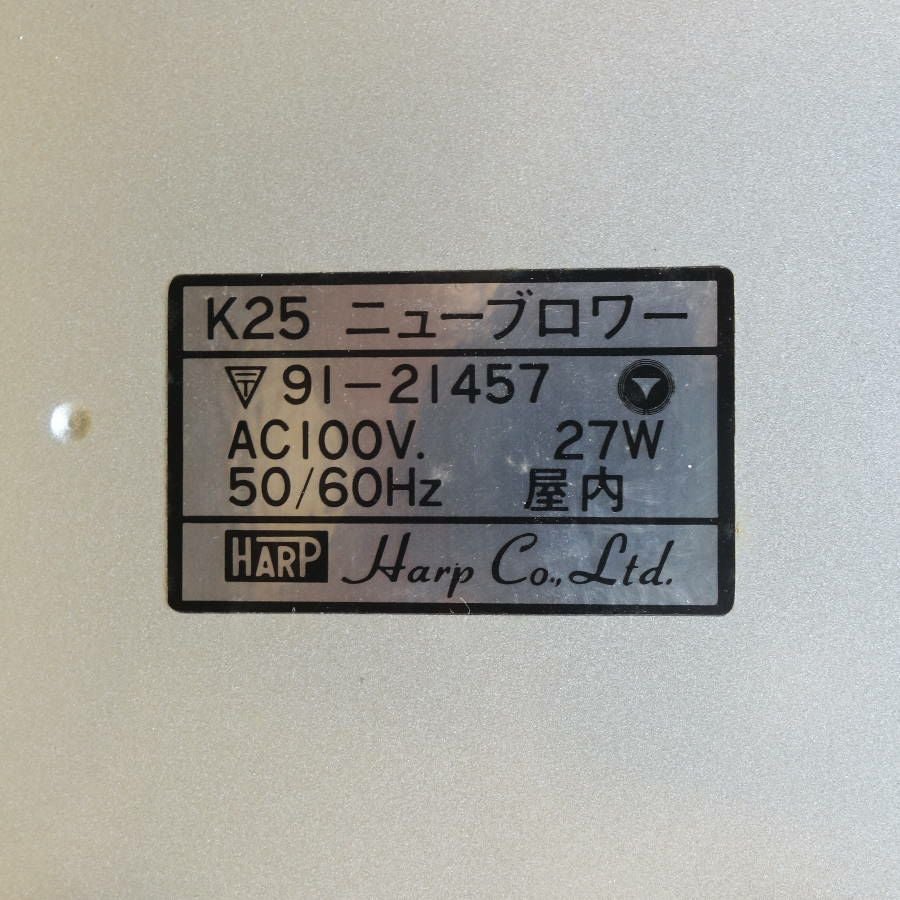 K25 ニューブロワー
〒 91-21457
AC100V. 27W
50/60Hz 屋内
HARP Harp Co., Ltd.